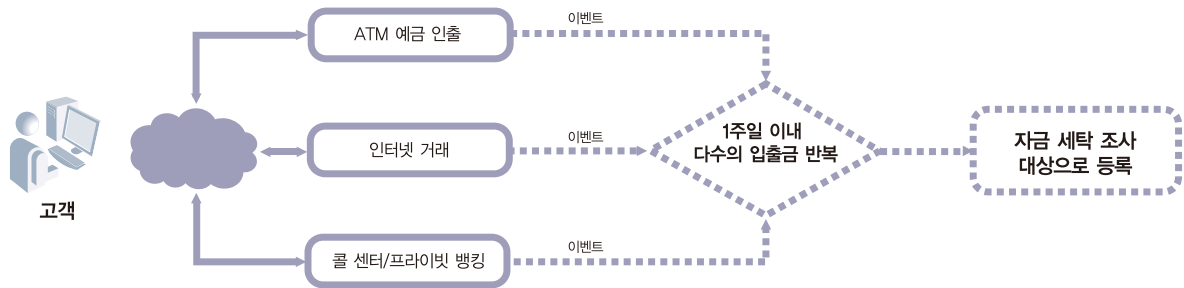 이벤트
ATM 예금 인출
이벤트
인터넷 거래
1주일 이내
다수의 입출금 반복
자금 세탁 조사
대상으로 등록
고객
이벤트
콜 센터/프라이빗 뱅킹